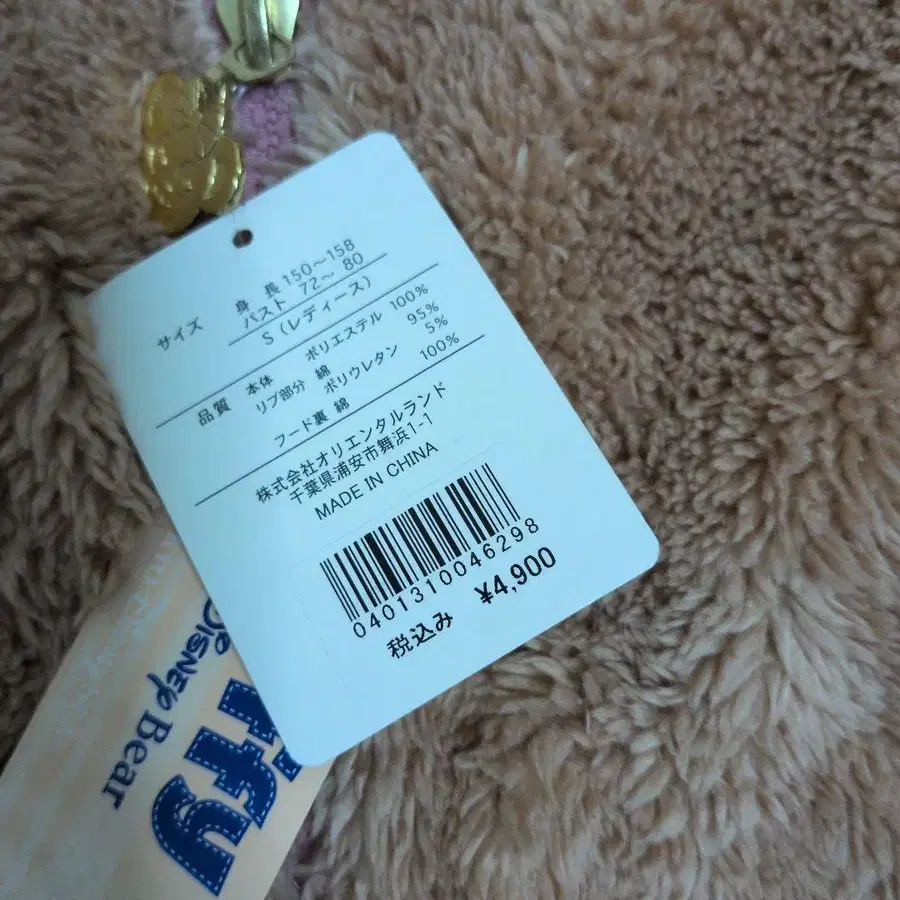 サイズ
身 長 150～158
バスト 72～ 80
S (レディース)
品質 本体 ポリエステル 100%
リブ部分 綿 95%
ポリウレタン 5%
フード裏 綿 100%
株式会社オリエンタルランド
千葉県浦安市舞浜1-1
MADE IN CHINA
0401310046298
税込み ¥4,900
DISNEY Bear